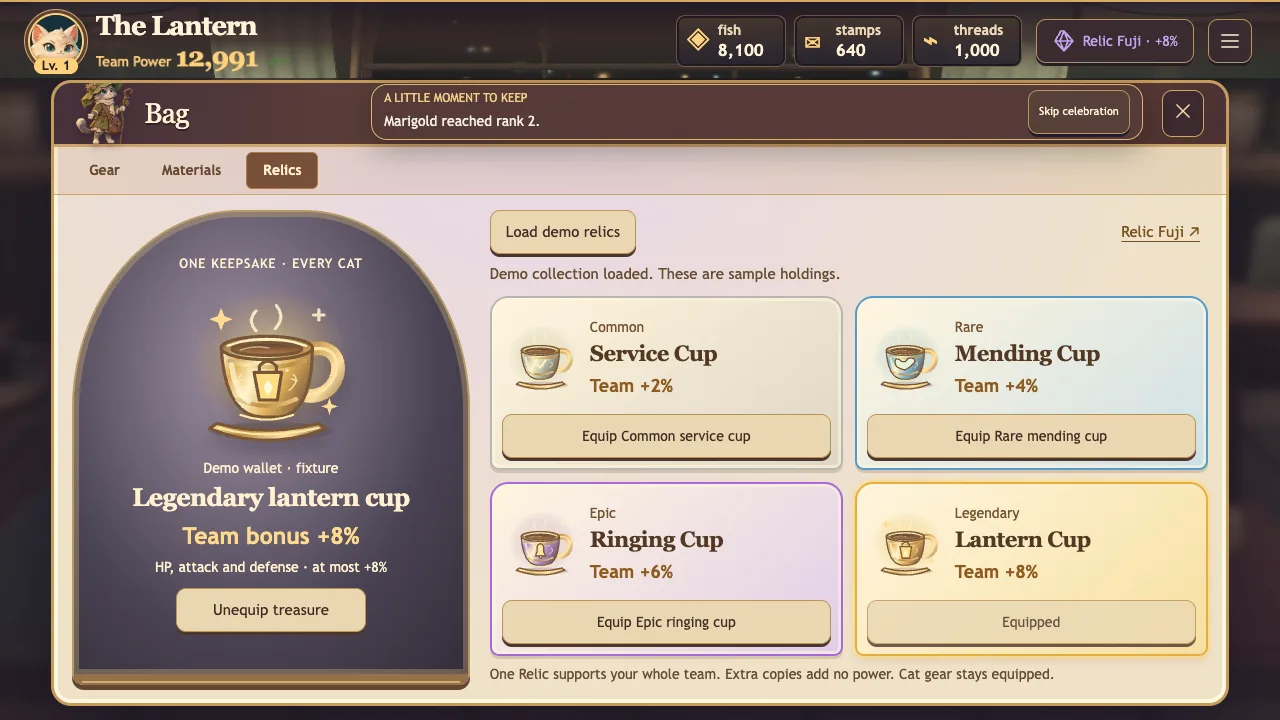 The Lantern
Team Power 12,991
Lv. 1
fish
8,100
stamps
640
threads
1,000
Relic Fuji · +8%
Bag
A LITTLE MOMENT TO KEEP
Marigold reached rank 2.
Skip celebration
Gear
Materials
Relics
ONE KEEPSAKE · EVERY CAT
Demo wallet · fixture
Legendary lantern cup
Team bonus +8%
HP, attack and defense · at most +8%
Unequip treasure
Load demo relics
Relic Fuji ↗
Demo collection loaded. These are sample holdings.
Common
Service Cup
Team +2%
Equip Common service cup
Rare
Mending Cup
Team +4%
Equip Rare mending cup
Epic
Ringing Cup
Team +6%
Equip Epic ringing cup
Legendary
Lantern Cup
Team +8%
Equipped
One Relic supports your whole team. Extra copies add no power. Cat gear stays equipped.